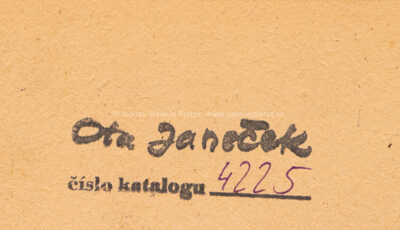 Ota Janeček
číslo katalogu 4225